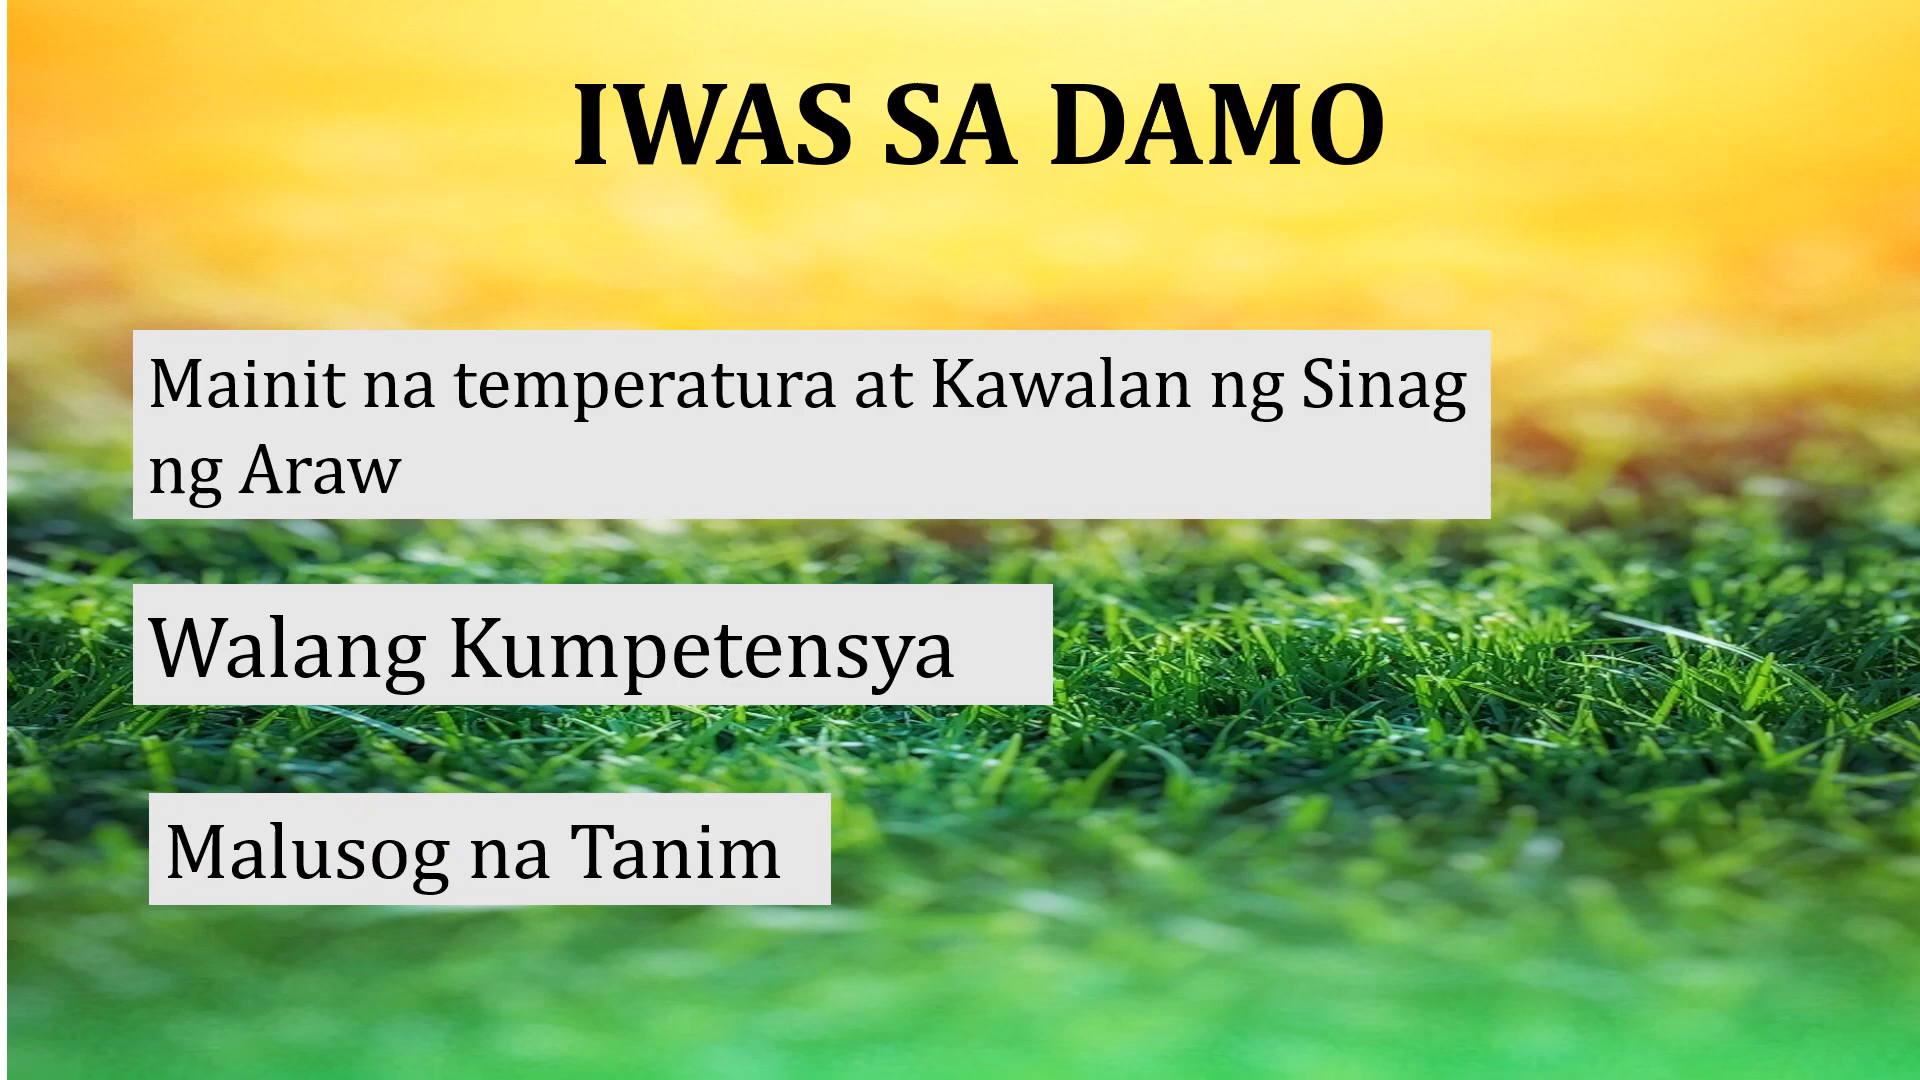 IWAS SA DAMO
Mainit na temperatura at Kawalan ng Sinag
ng Araw
Walang Kumpetensya
Malusog na Tanim